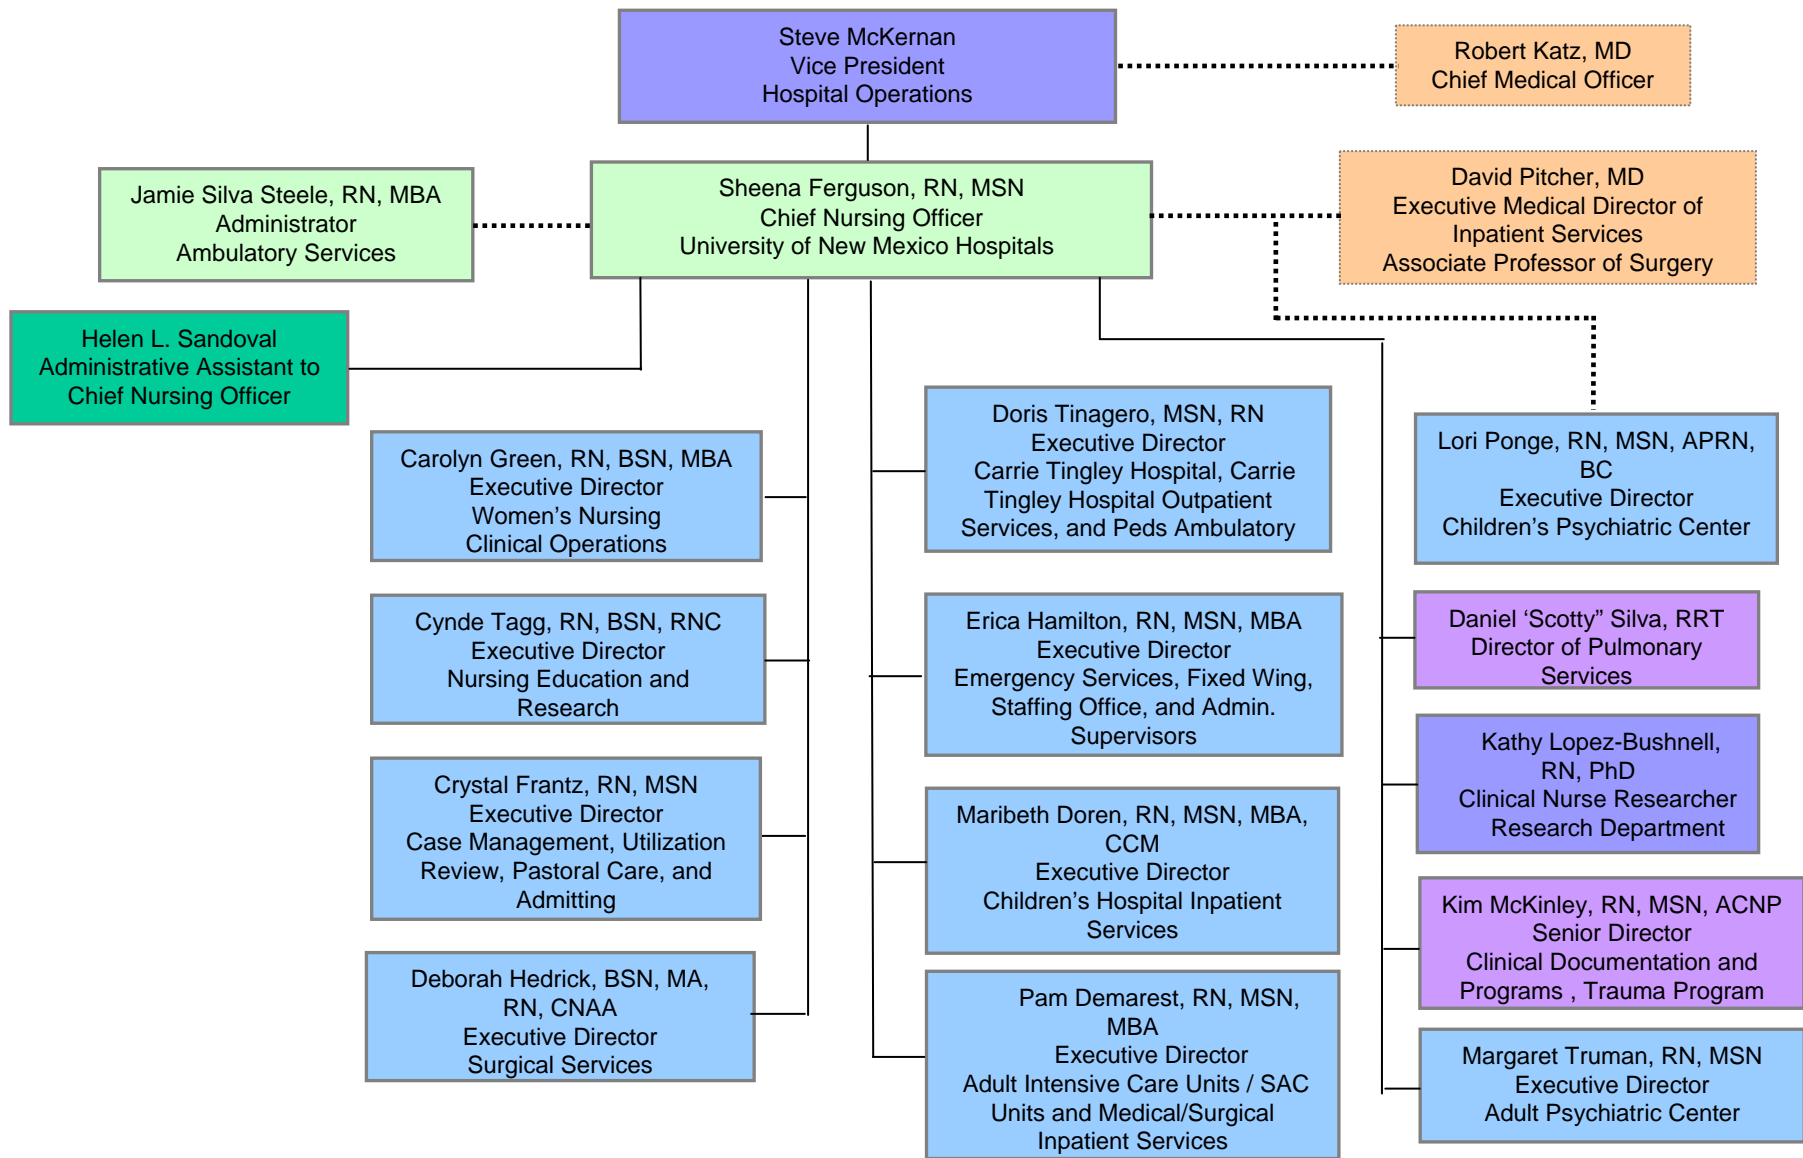 Steve McKernan
Vice President
Hospital Operations
Robert Katz, MD
Chief Medical Officer
Jamie Silva Steele, RN, MBA
Administrator
Ambulatory Services
Sheena Ferguson, RN, MSN
Chief Nursing Officer
University of New Mexico Hospitals
David Pitcher, MD
Executive Medical Director of
Inpatient Services
Associate Professor of Surgery
Helen L. Sandoval
Administrative Assistant to
Chief Nursing Officer
Carolyn Green, RN, BSN, MBA
Executive Director
Women’s Nursing
Clinical Operations
Cynde Tagg, RN, BSN, RNC
Executive Director
Nursing Education and
Research
Crystal Frantz, RN, MSN
Executive Director
Case Management, Utilization
Review, Pastoral Care, and
Admitting
Deborah Hedrick, BSN, MA,
RN, CNAA
Executive Director
Surgical Services
Doris Tinagero, MSN, RN
Executive Director
Carrie Tingley Hospital, Carrie
Tingley Hospital Outpatient
Services, and Peds Ambulatory
Erica Hamilton, RN, MSN, MBA
Executive Director
Emergency Services, Fixed Wing,
Staffing Office, and Admin.
Supervisors
Maribeth Doren, RN, MSN, MBA,
CCM
Executive Director
Children’s Hospital Inpatient
Services
Pam Demarest, RN, MSN,
MBA
Executive Director
Adult Intensive Care Units / SAC
Units and Medical/Surgical
Inpatient Services
Lori Ponge, RN, MSN, APRN,
BC
Executive Director
Children’s Psychiatric Center
Daniel ‘Scotty” Silva, RRT
Director of Pulmonary
Services
Kathy Lopez-Bushnell,
RN, PhD
Clinical Nurse Researcher
Research Department
Kim McKinley, RN, MSN, ACNP
Senior Director
Clinical Documentation and
Programs , Trauma Program
Margaret Truman, RN, MSN
Executive Director
Adult Psychiatric Center